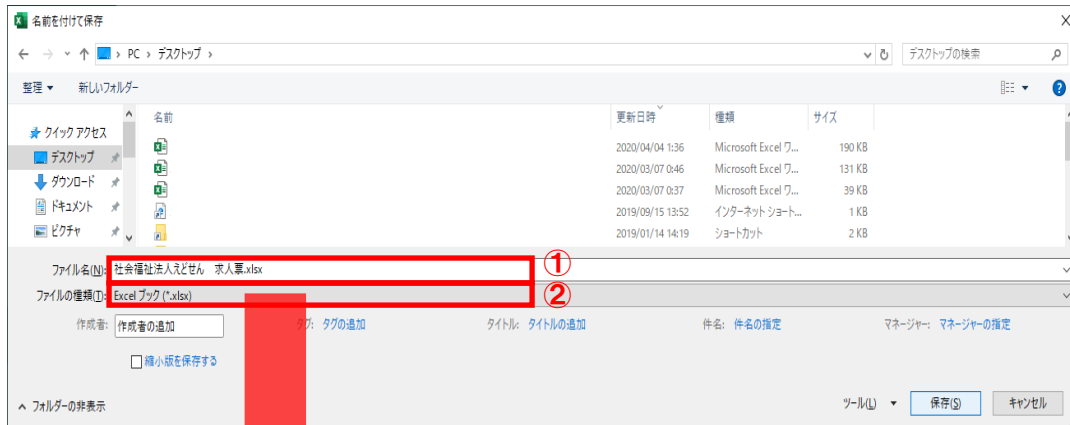 名前を付けて保存
PC › デスクトップ ›
デスクトップの検索
整理 ▼ 新しいフォルダー
名前 更新日時 種類 サイズ
クイック アクセス
デスクトップ
ダウンロード
ドキュメント
ピクチャ
2020/04/04 1:36 Microsoft Excel ワ... 190 KB
2020/03/07 0:46 Microsoft Excel ワ... 131 KB
2020/03/07 0:37 Microsoft Excel ワ... 39 KB
2019/09/15 13:52 インターネット ショート... 1 KB
2019/01/14 14:19 ショートカット 2 KB
ファイル名(N): 社会福祉法人えどせん 求人票.xlsx ①
ファイルの種類(T): Excel ブック (*.xlsx) ②
作成者: 作成者の追加 タグ: タグの追加 タイトル: タイトルの追加 件名: 件名の指定 マネージャー: マネージャーの指定
縮小版を保存する
フォルダーの非表示 ツール(L) ▼ 保存(S) キャンセル